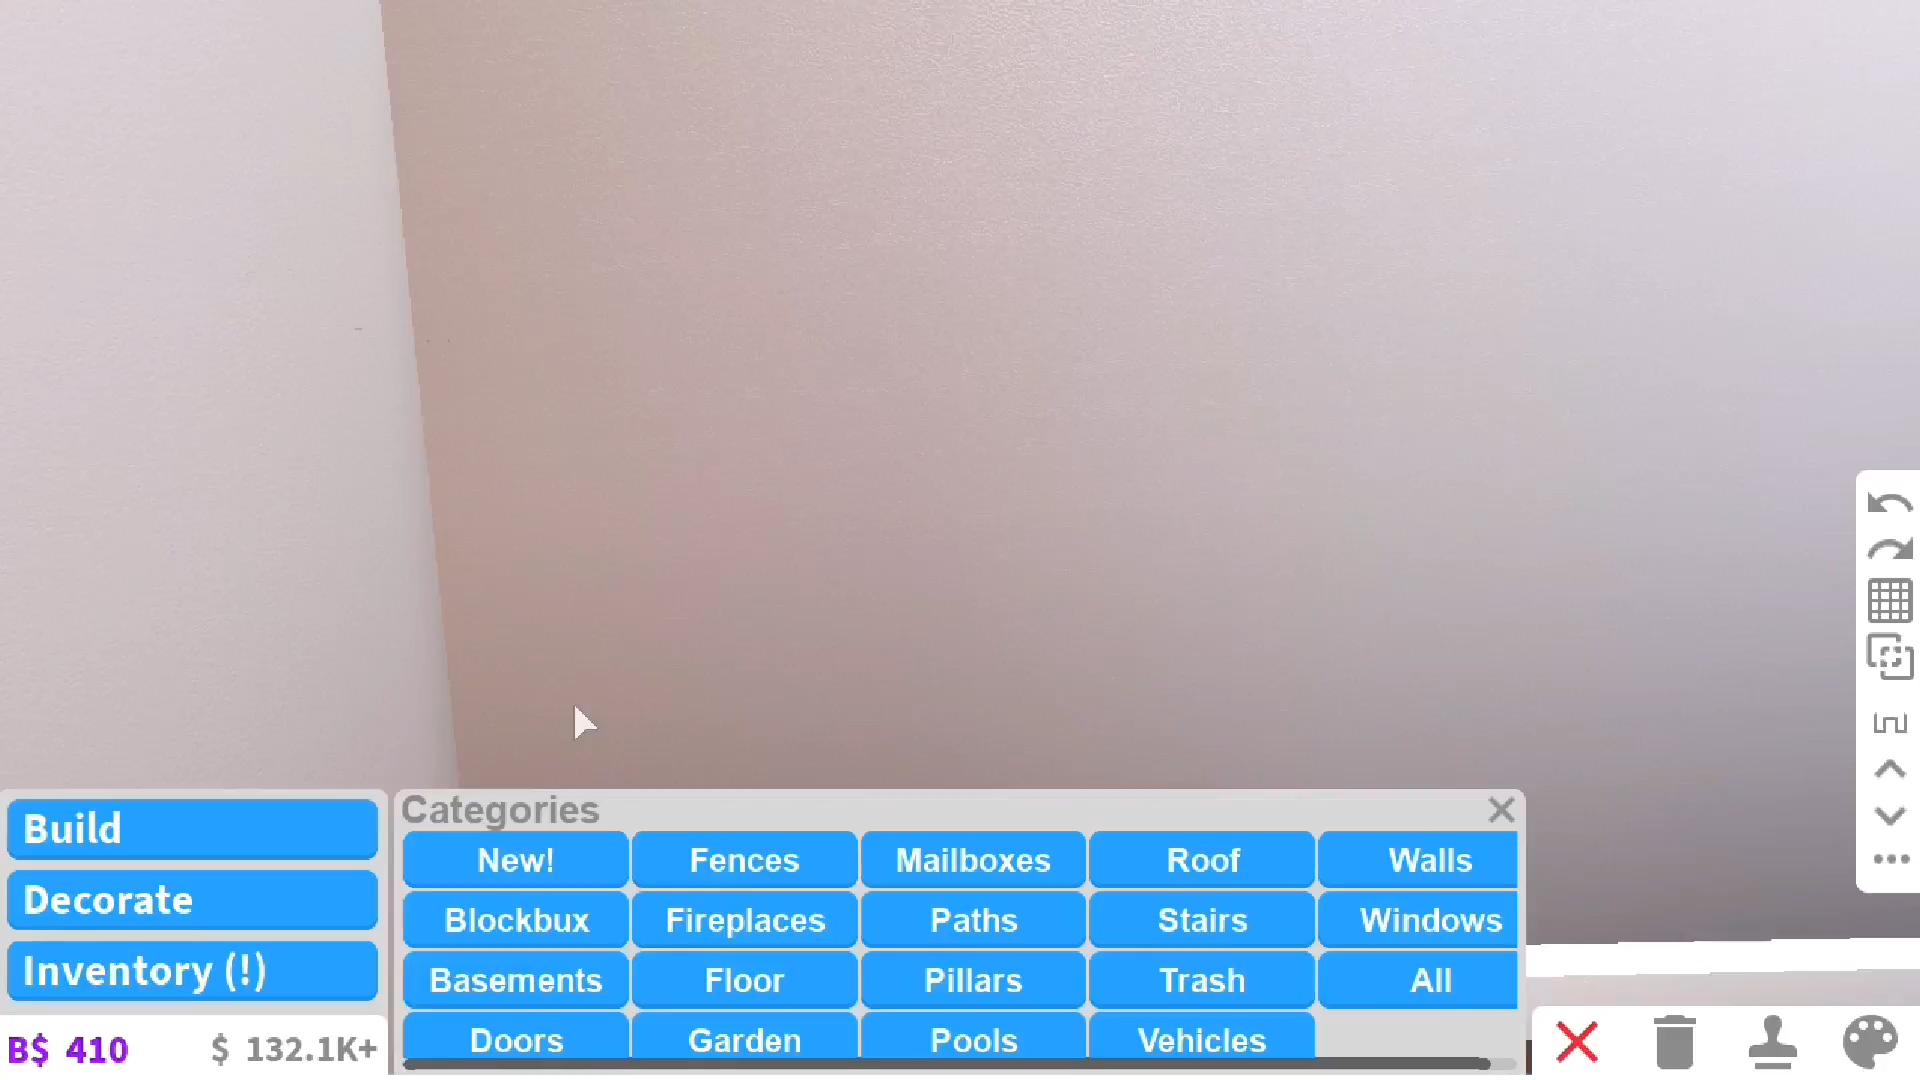 Build
Decorate
Inventory (!)
B$ 410 $ 132.1K+
Categories
New! Fences Mailboxes Roof Walls
Blockbux Fireplaces Paths Stairs Windows
Basements Floor Pillars Trash All
Doors Garden Pools Vehicles